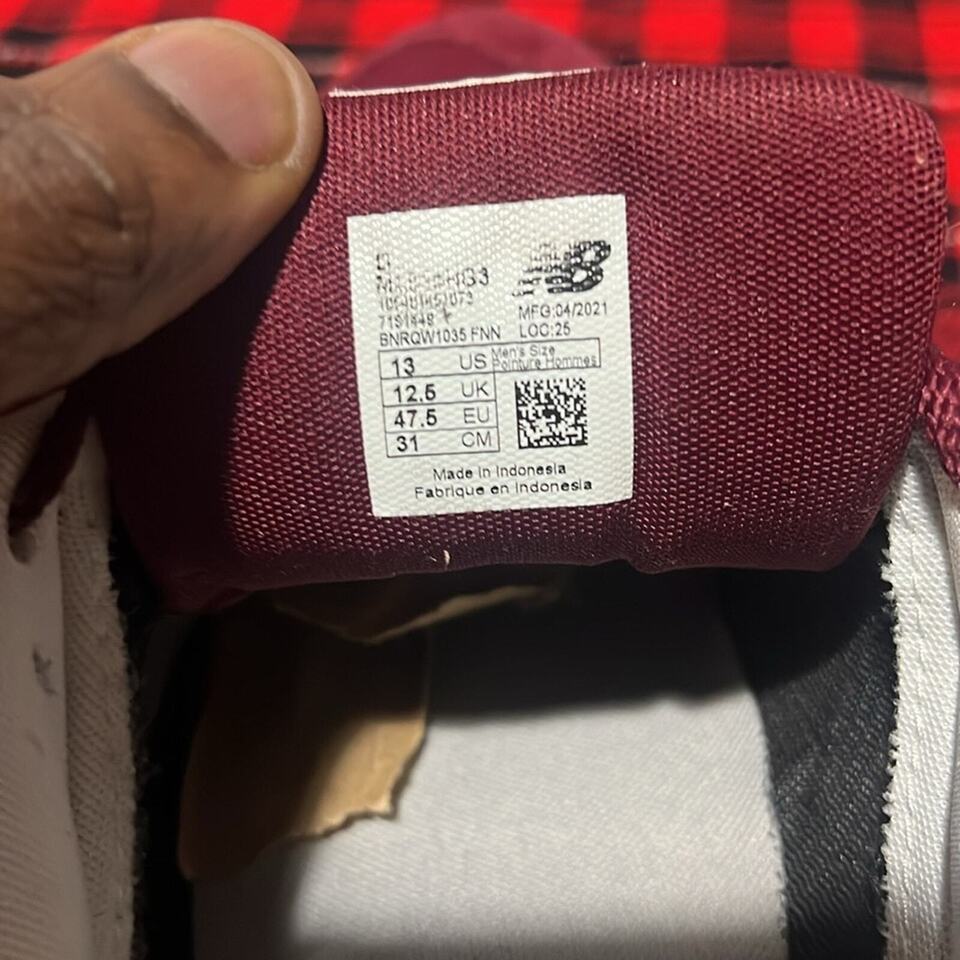 D
NB
MFG:04/2021
BNRQW1035 FNN LOC:25
13 US Men's Size
Pointure Hommes
12.5 UK
47.5 EU
31 CM
Made in Indonesia
Fabrique en Indonesia